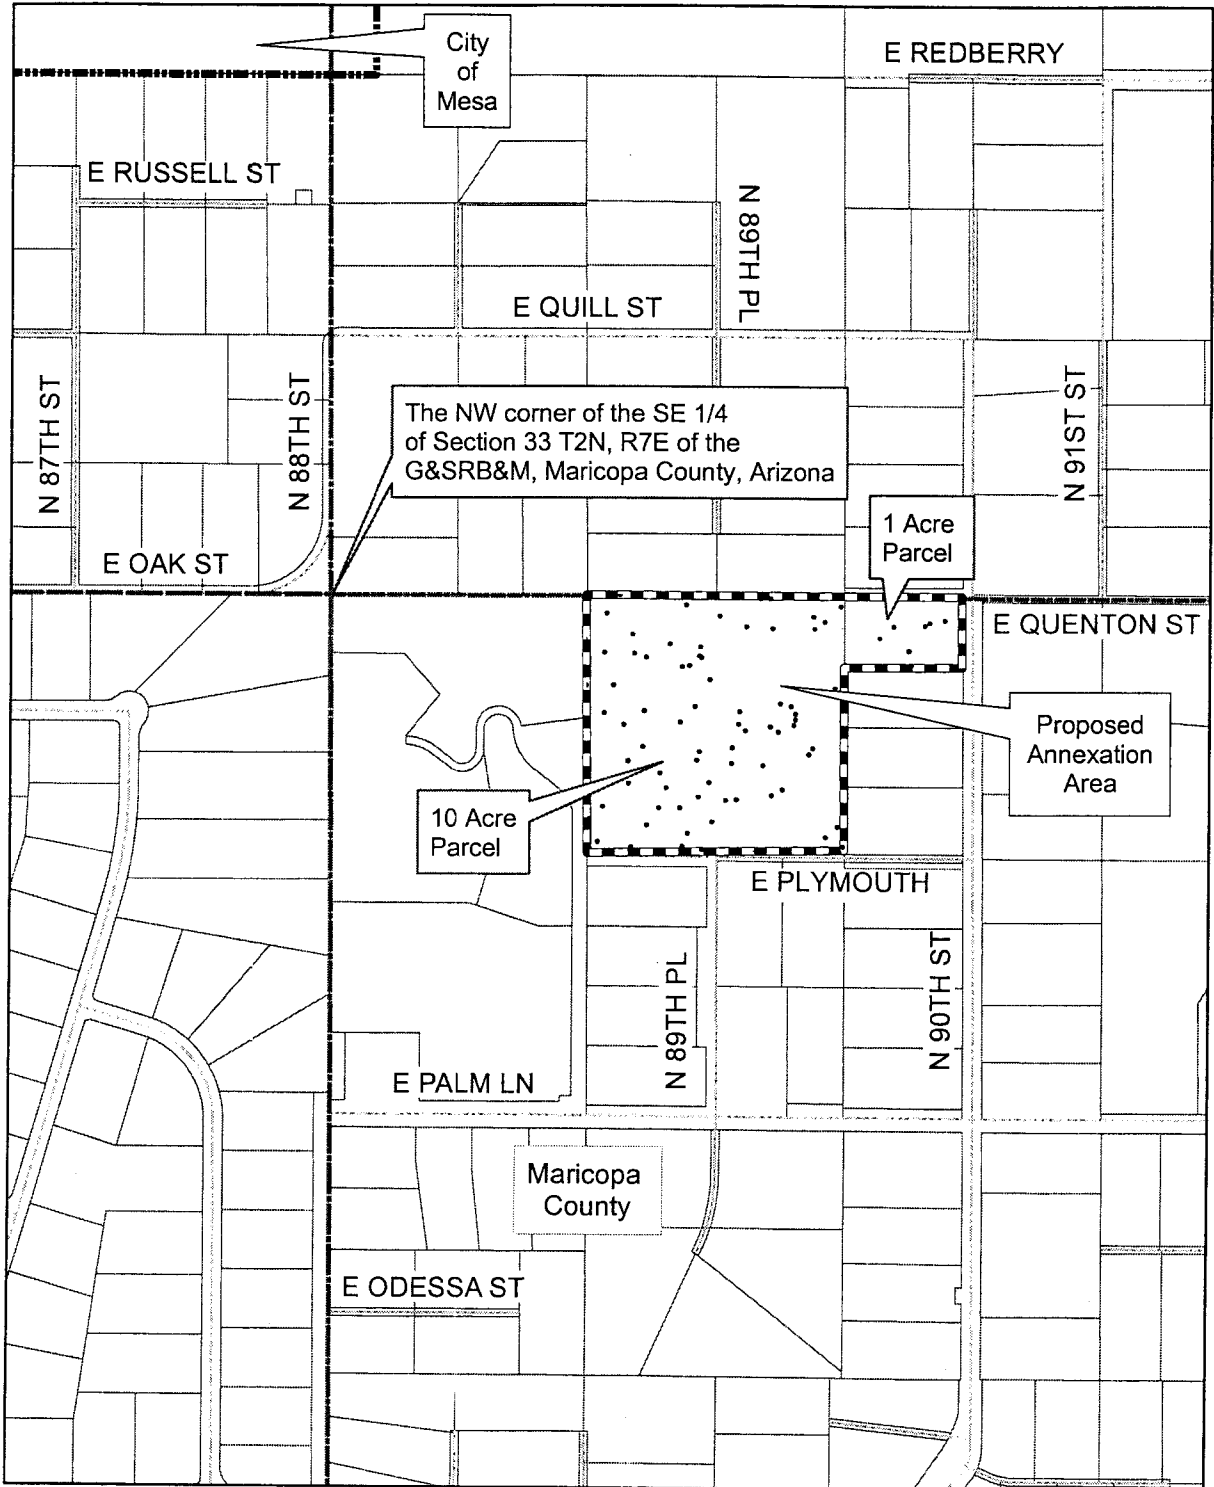 City
of
Mesa
E REDBERRY
E RUSSELL ST
N 89TH PL
E QUILL ST
N 87TH ST
N 88TH ST
The NW corner of the SE 1/4
of Section 33 T2N, R7E of the
G&SRB&M, Maricopa County, Arizona
N 91ST ST
1 Acre
Parcel
E OAK ST
E QUENTON ST
Proposed
Annexation
Area
10 Acre
Parcel
E PLYMOUTH
N 89TH PL
N 90TH ST
E PALM LN
Maricopa
County
E ODESSA ST